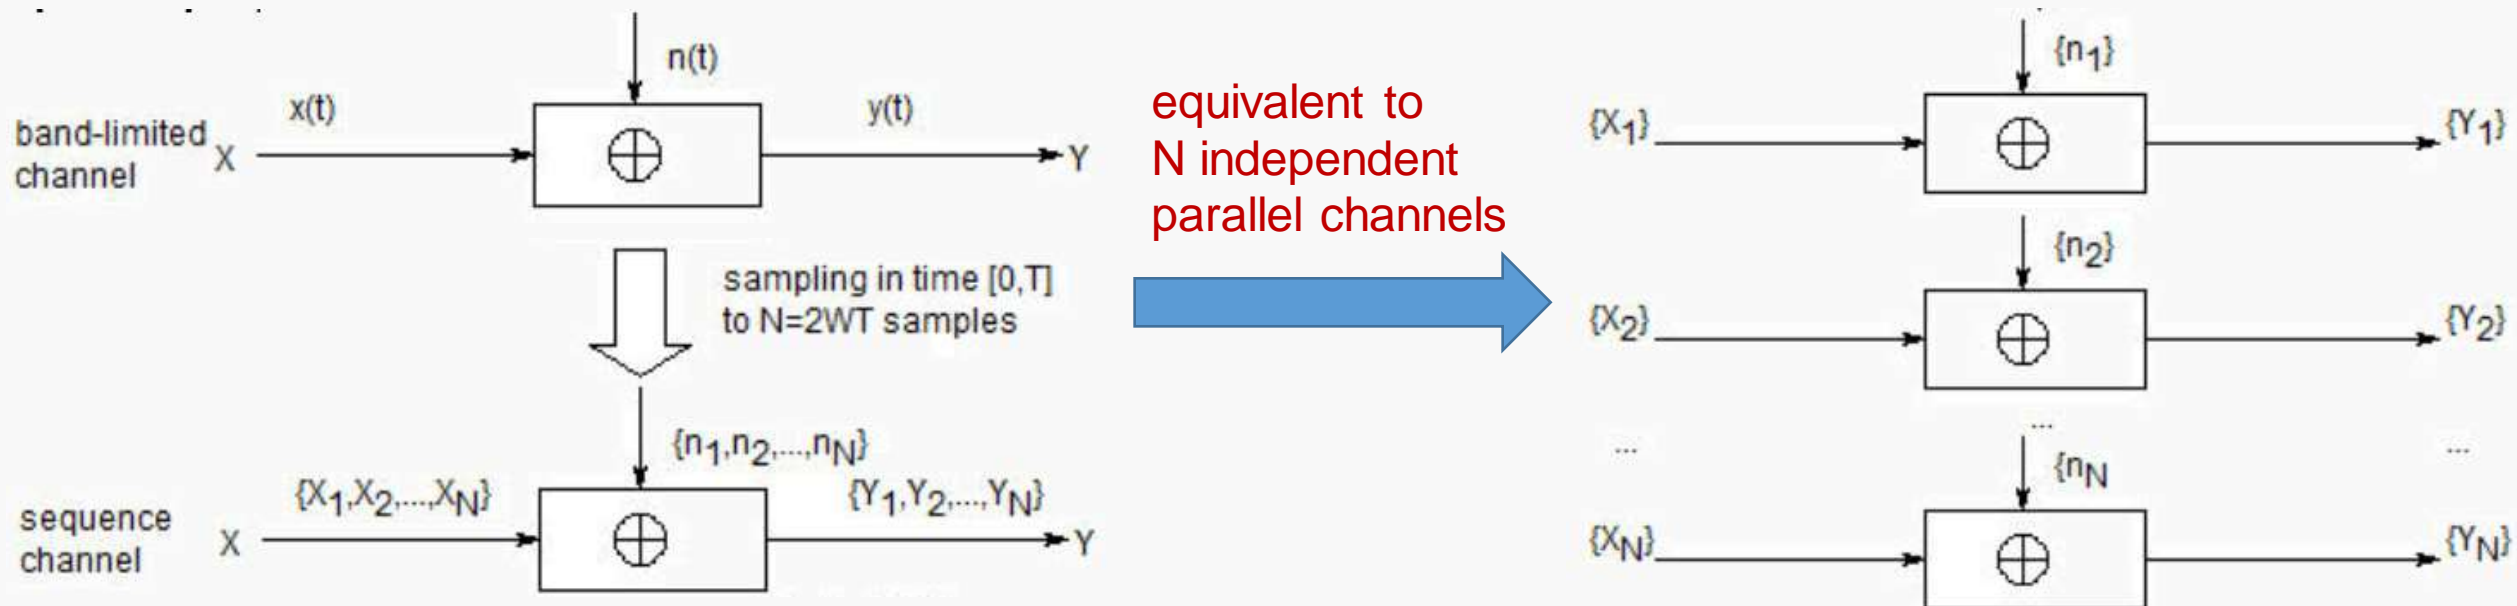 n(t)
x(t)
y(t)
band-limited
channel
X
Y
sampling in time [0,T]
to N=2WT samples
{n1,n2,...,nN}
{X1,X2,...,XN}
{Y1,Y2,...,YN}
sequence
channel
X
Y
equivalent to
N independent
parallel channels
{n1}
{X1}
{Y1}
{n2}
{X2}
{Y2}
...
...
...
{nN
{XN}
{YN}